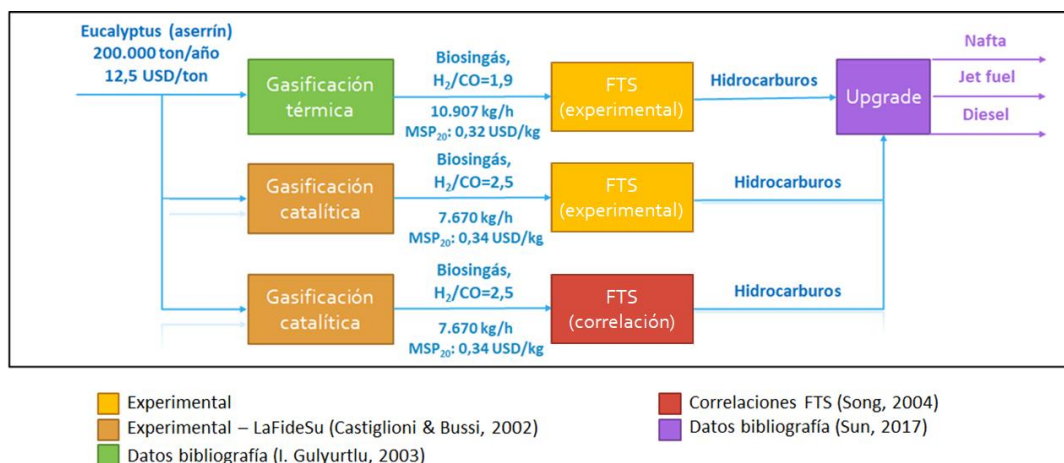 Eucalyptus (aserrín)
200.000 ton/año
12,5 USD/ton
Gasificación
térmica
Biosingás,
H₂/CO=1,9
10.907 kg/h
MSP₂₀: 0,32 USD/kg
FTS
(experimental)
Hidrocarburos
Upgrade
Nafta
Jet fuel
Diesel
Gasificación
catalítica
Biosingás,
H₂/CO=2,5
7.670 kg/h
MSP₂₀: 0,34 USD/kg
FTS
(experimental)
Hidrocarburos
Gasificación
catalítica
Biosingás,
H₂/CO=2,5
7.670 kg/h
MSP₂₀: 0,34 USD/kg
FTS
(correlación)
Hidrocarburos
Experimental
Experimental – LaFideSu (Castiglioni & Bussi, 2002)
Datos bibliografía (I. Gulyurtlu, 2003)
Correlaciones FTS (Song, 2004)
Datos bibliografía (Sun, 2017)